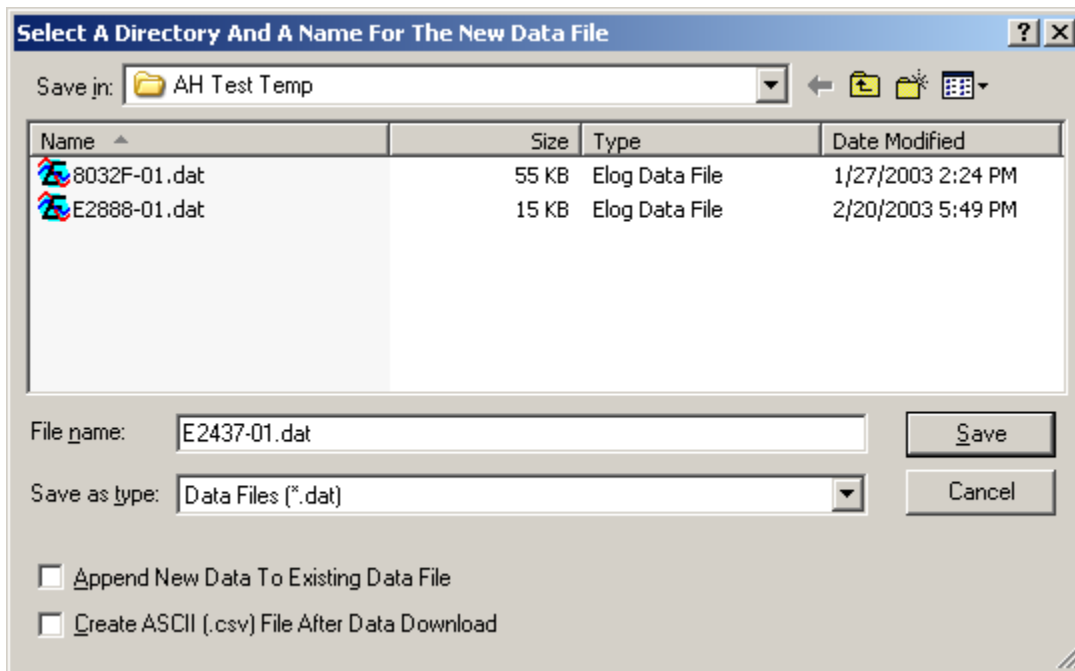 Select A Directory And A Name For The New Data File
Save in: AH Test Temp
Name Size Type Date Modified
8032F-01.dat 55 KB Elog Data File 1/27/2003 2:24 PM
E2888-01.dat 15 KB Elog Data File 2/20/2003 5:49 PM
File name: E2437-01.dat Save
Save as type: Data Files (*.dat) Cancel
Append New Data To Existing Data File
Create ASCII (.csv) File After Data Download